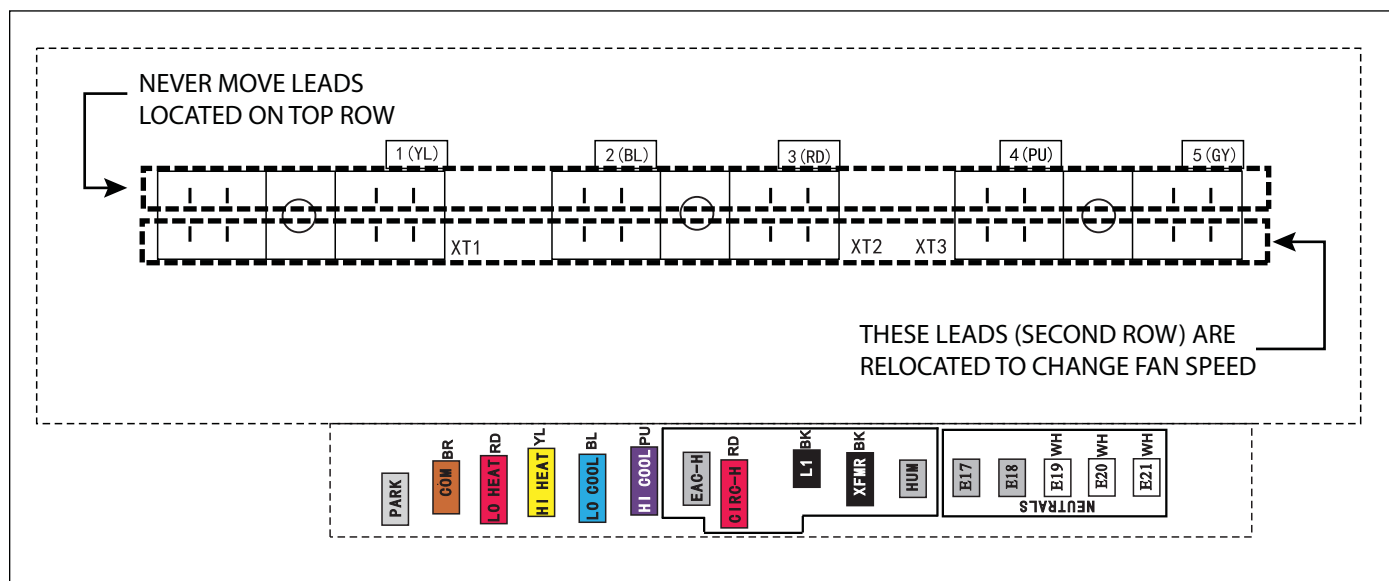 NEVER MOVE LEADS
LOCATED ON TOP ROW
1 (YL)
2 (BL)
3 (RD)
4 (PU)
5 (GY)
XT1
XT2
XT3
THESE LEADS (SECOND ROW) ARE
RELOCATED TO CHANGE FAN SPEED
PARK
COM
BR
LO HEAT
RD
HI HEAT
YL
LO COOL
BL
HI COOL
PU
EAC-H
CIRC-H
RD
L1
BK
XFMR
BK
HUM
E17
E18
E19
WH
E20
WH
E21
WH
NEUTRALS